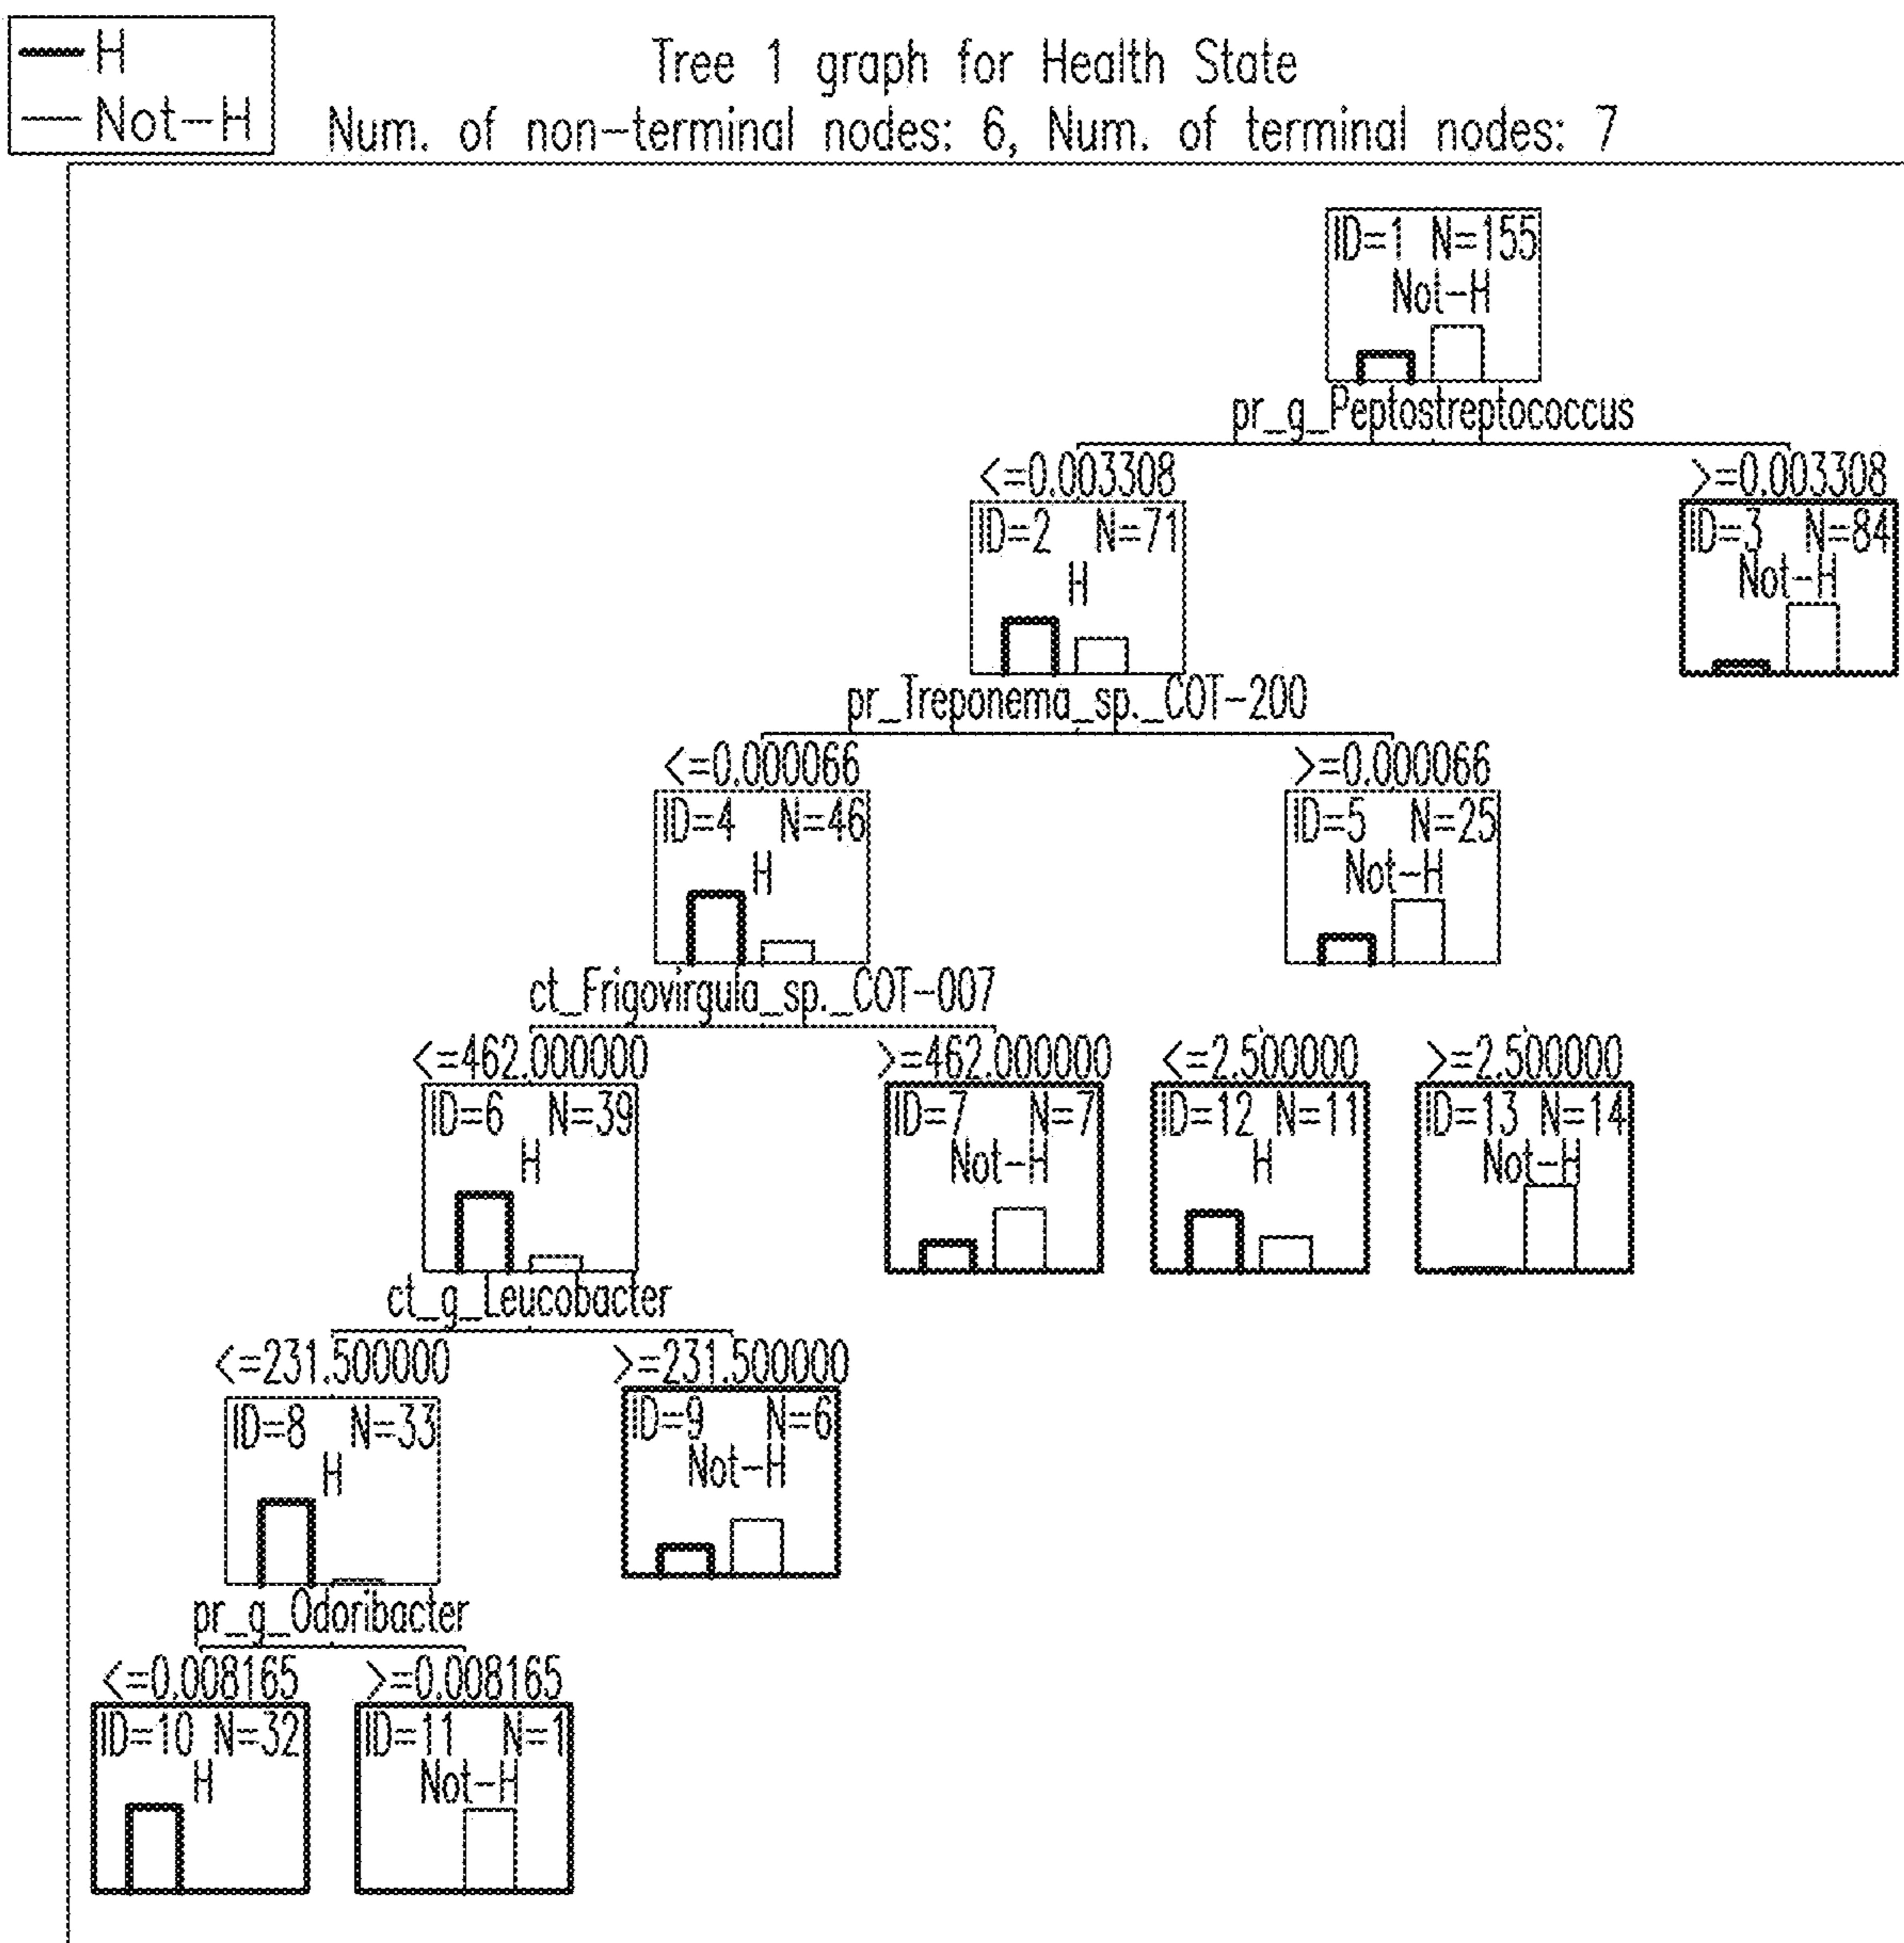 H
Not-H
Tree 1 graph for Health State
Num. of non-terminal nodes: 6, Num. of terminal nodes: 7
ID=1 N=155
Not-H
pr_g_Peptostreptococcus
<=0.003308
>=0.003308
ID=2 N=71
H
ID=3 N=84
Not-H
pr_Treponema_sp._COT-200
<=0.000066
>=0.000066
ID=4 N=46
H
ID=5 N=25
Not-H
ct_Frigovirgula_sp._COT-007
<=462.000000
>=462.000000
<=2.500000
>=2.500000
ID=6 N=39
H
ID=7 N=7
Not-H
ID=12 N=11
H
ID=13 N=14
Not-H
ct_g_Leucobacter
<=231.500000
>=231.500000
ID=8 N=33
H
ID=9 N=6
Not-H
pr_g_Odoribacter
<=0.008165
>=0.008165
ID=10 N=32
H
ID=11 N=1
Not-H